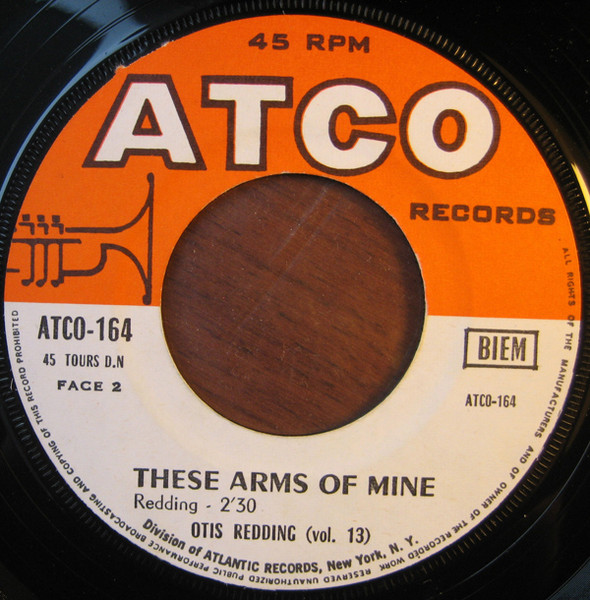 45 RPM
ATCO
RECORDS
ATCO-164
45 TOURS D.N
FACE 2
BIEM
ATCO-164
THESE ARMS OF MINE
Redding - 2'30
OTIS REDDING (vol. 13)
Division of ATLANTIC RECORDS, New York, N. Y.
ALL RIGHTS OF THE MANUFACTURERS AND OF OWNER OF THE RECORDED WORK RESERVED UNAUTHORIZED PUBLIC PERFORMANCE BROADCASTING AND COPYING OF THIS RECORD PROHIBITED